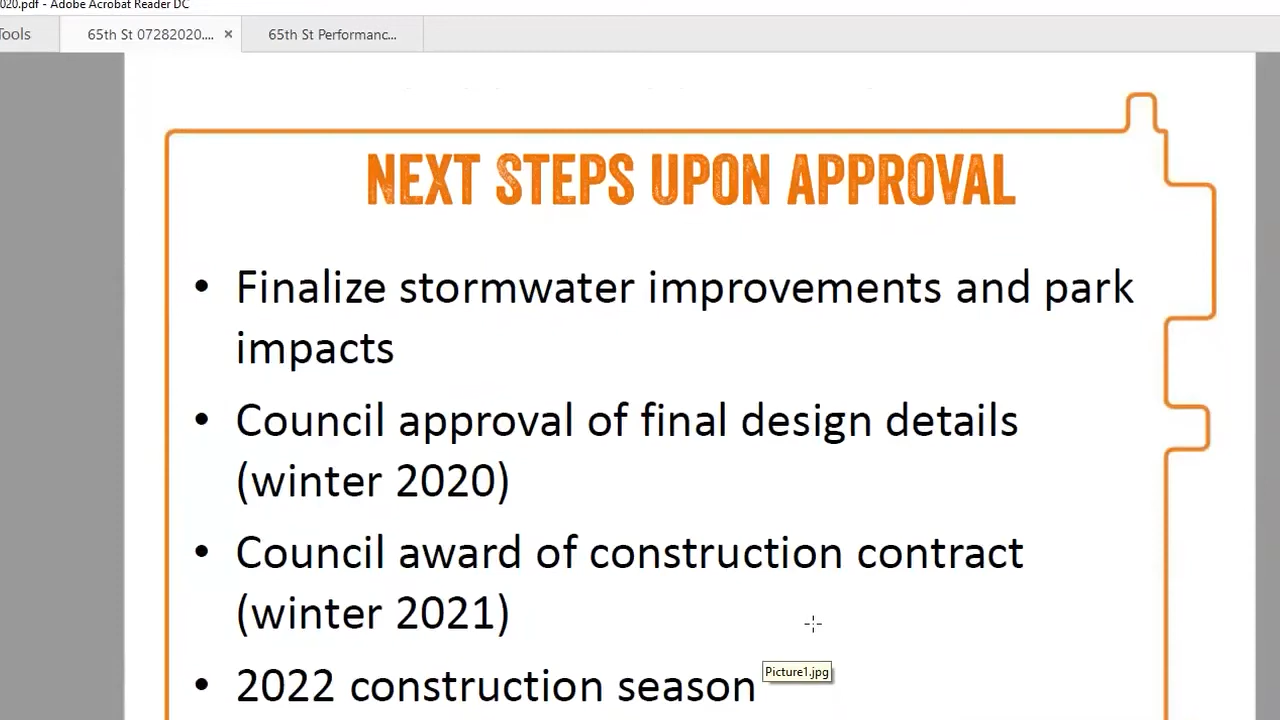 020.pdf - Adobe Acrobat Reader DC
Tools
65th St 07282020.... ×
65th St Performanc...
NEXT STEPS UPON APPROVAL
• Finalize stormwater improvements and park
impacts
• Council approval of final design details
(winter 2020)
• Council award of construction contract
(winter 2021)
Picture1.jpg
• 2022 construction season